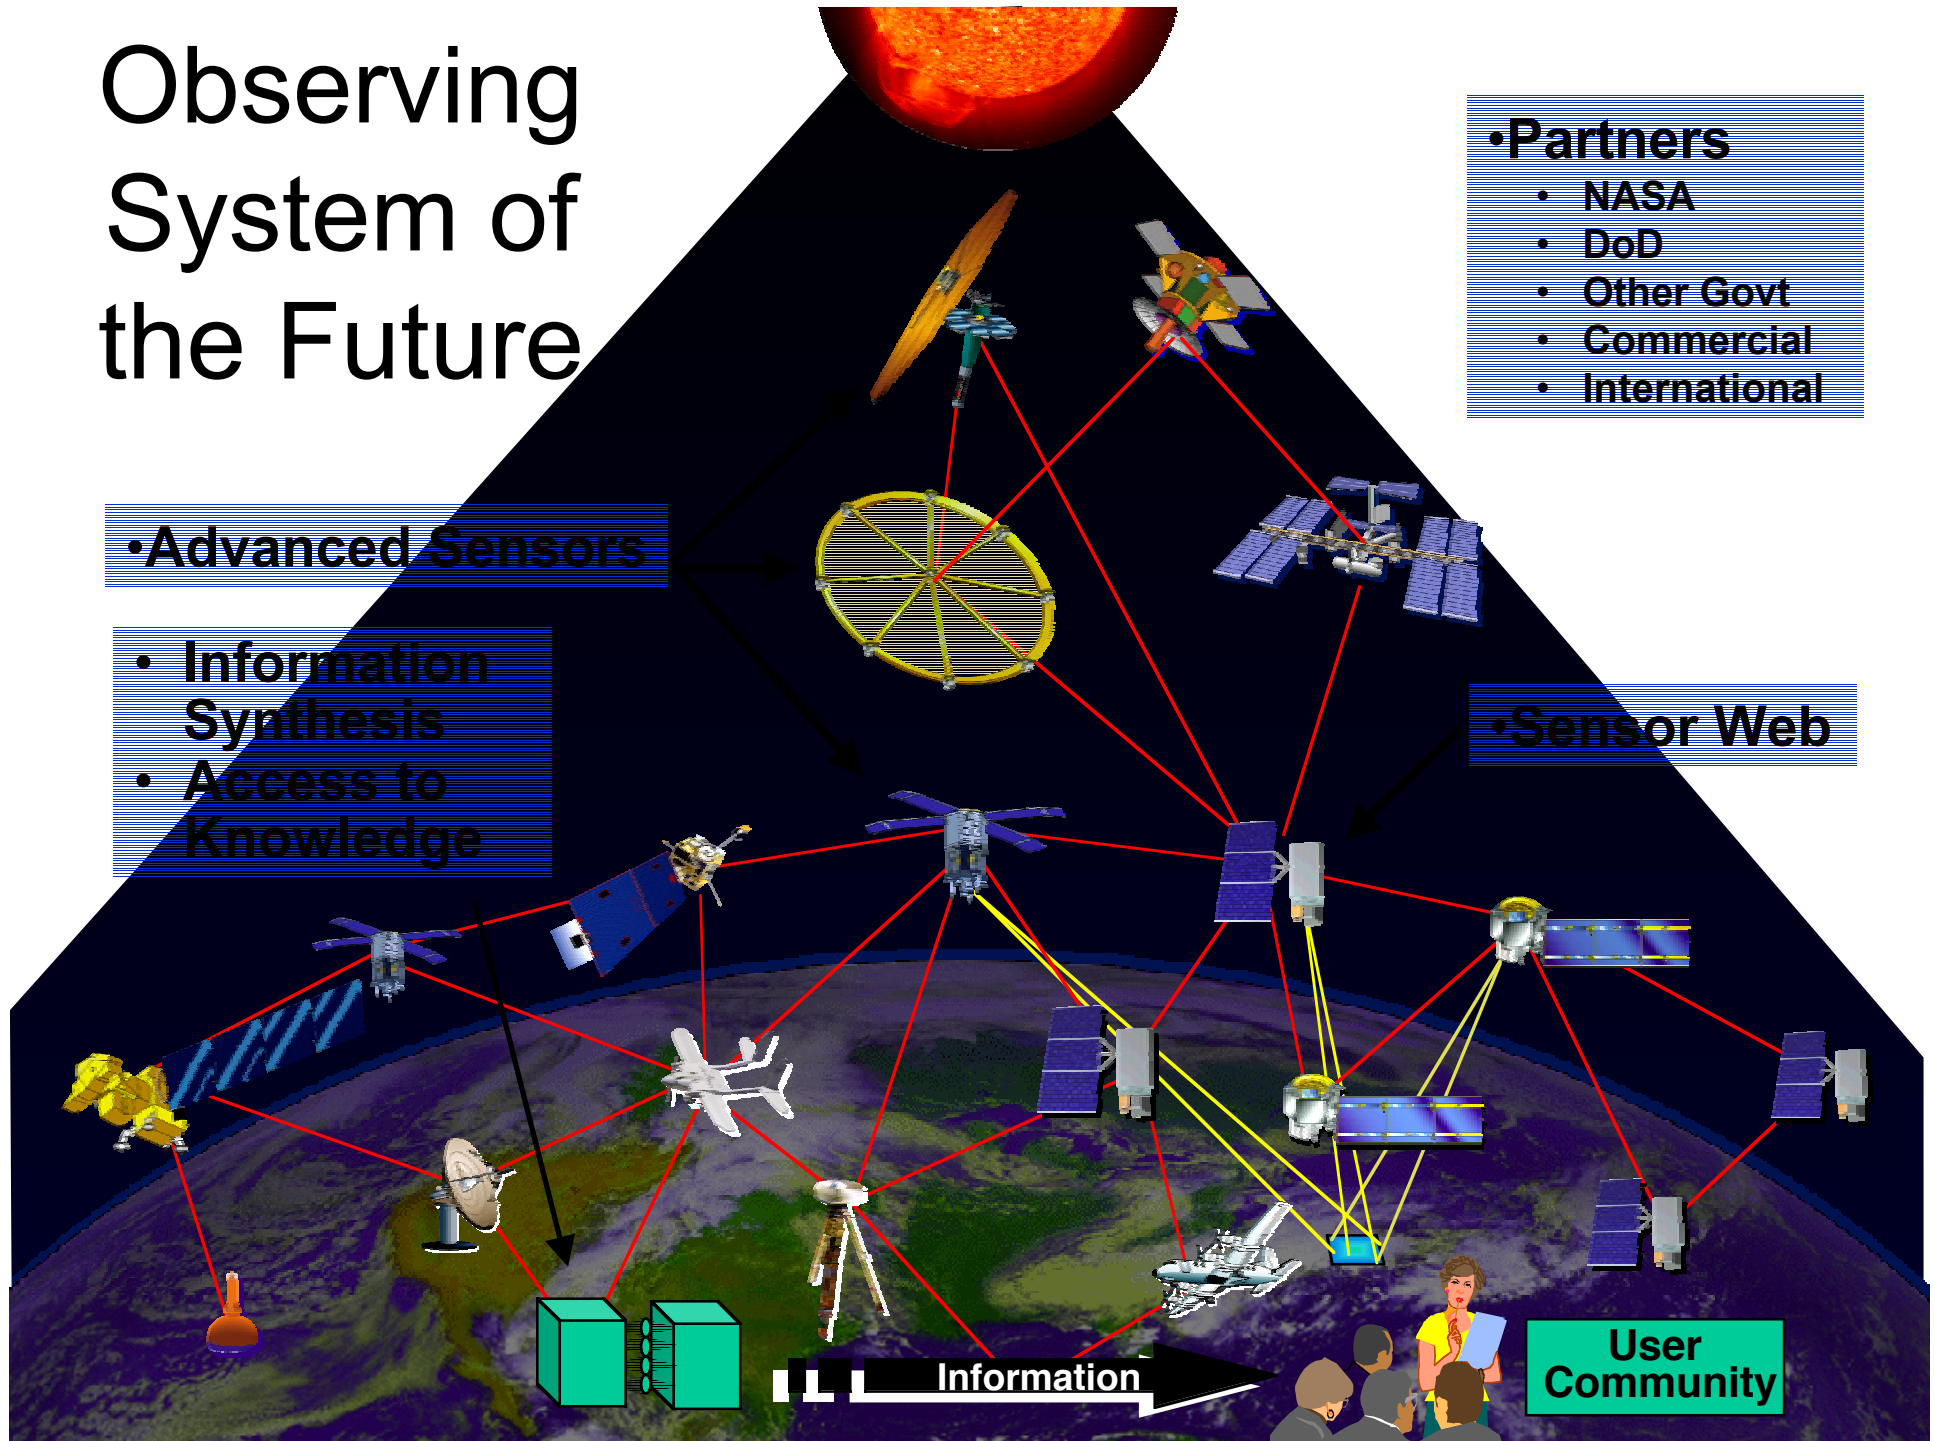 Observing
System of
the Future
•Partners
• NASA
• DoD
• Other Govt
• Commercial
• International
•Advanced Sensors
• Information
Synthesis
• Access to
Knowledge
•Sensor Web
Information
User
Community